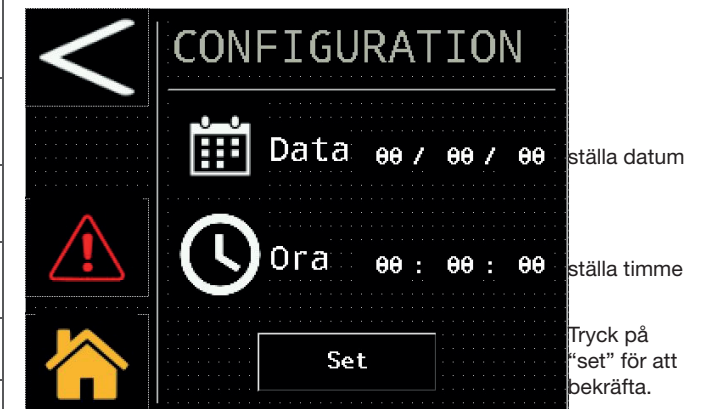 CONFIGURATION
Data 00 / 00 / 00 ställa datum
Ora 00 : 00 : 00 ställa timme
Set
Tryck på
“set” för att
bekräfta.